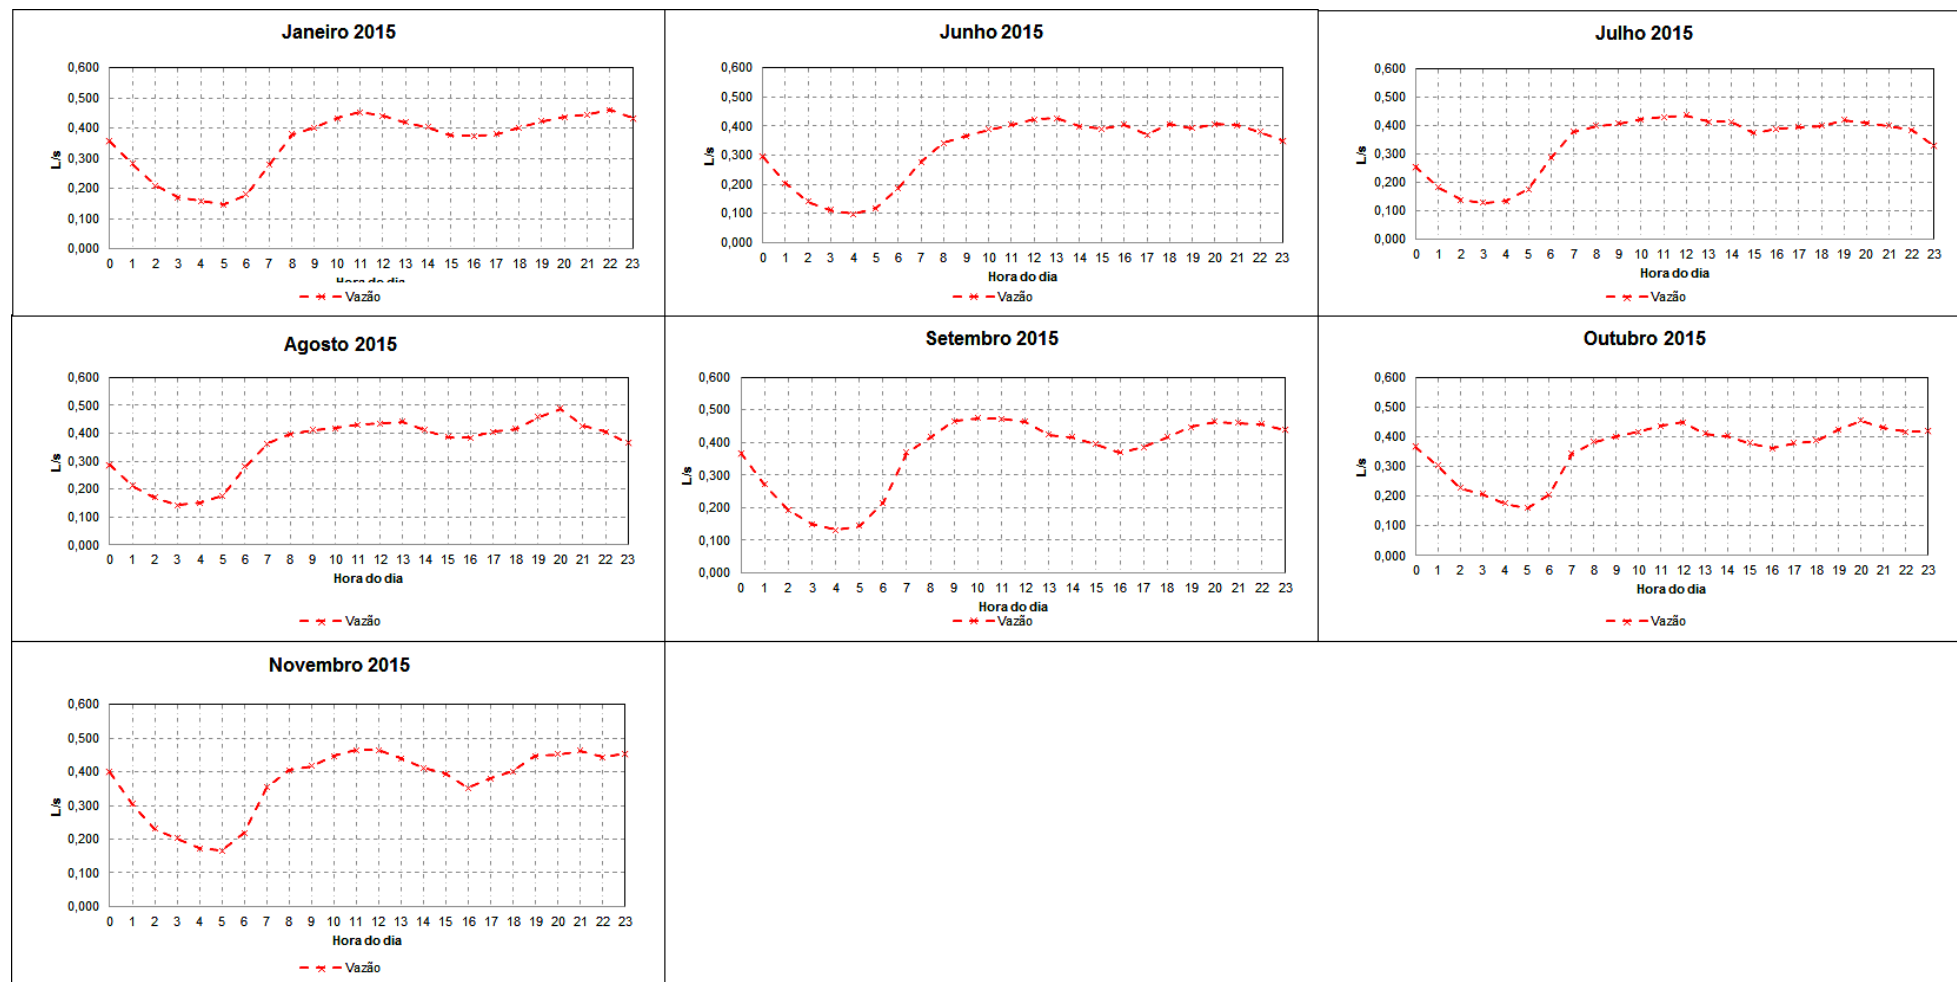 Janeiro 2015
0,600
0,500
0,400
0,300
0,200
0,100
0,000
L/s
0 1 2 3 4 5 6 7 8 9 10 11 12 13 14 15 16 17 18 19 20 21 22 23
Hora do dia
Vazão
Junho 2015
0,600
0,500
0,400
0,300
0,200
0,100
0,000
L/s
0 1 2 3 4 5 6 7 8 9 10 11 12 13 14 15 16 17 18 19 20 21 22 23
Hora do dia
Vazão
Julho 2015
0,600
0,500
0,400
0,300
0,200
0,100
0,000
L/s
0 1 2 3 4 5 6 7 8 9 10 11 12 13 14 15 16 17 18 19 20 21 22 23
Hora do dia
Vazão
Agosto 2015
0,600
0,500
0,400
0,300
0,200
0,100
0,000
L/s
0 1 2 3 4 5 6 7 8 9 10 11 12 13 14 15 16 17 18 19 20 21 22 23
Hora do dia
Vazão
Setembro 2015
0,600
0,500
0,400
0,300
0,200
0,100
0,000
L/s
0 1 2 3 4 5 6 7 8 9 10 11 12 13 14 15 16 17 18 19 20 21 22 23
Hora do dia
Vazão
Outubro 2015
0,600
0,500
0,400
0,300
0,200
0,100
0,000
L/s
0 1 2 3 4 5 6 7 8 9 10 11 12 13 14 15 16 17 18 19 20 21 22 23
Hora do dia
Vazão
Novembro 2015
0,600
0,500
0,400
0,300
0,200
0,100
0,000
L/s
0 1 2 3 4 5 6 7 8 9 10 11 12 13 14 15 16 17 18 19 20 21 22 23
Hora do dia
Vazão